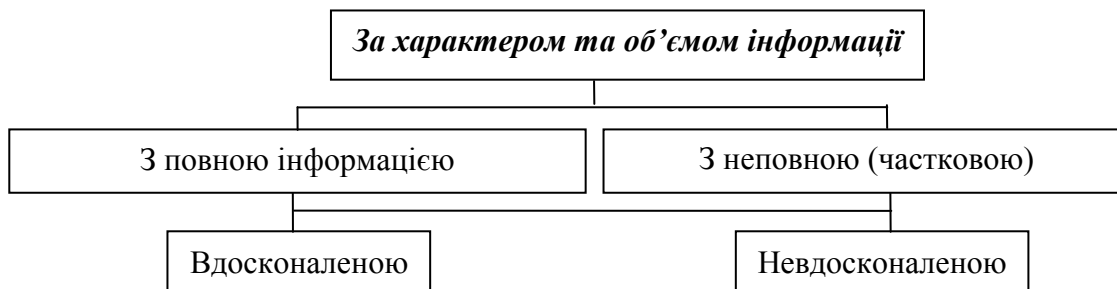 За характером та об’ємом інформації
З повною інформацією
З неповною (частковою)
Вдосконаленою
Невдосконаленою